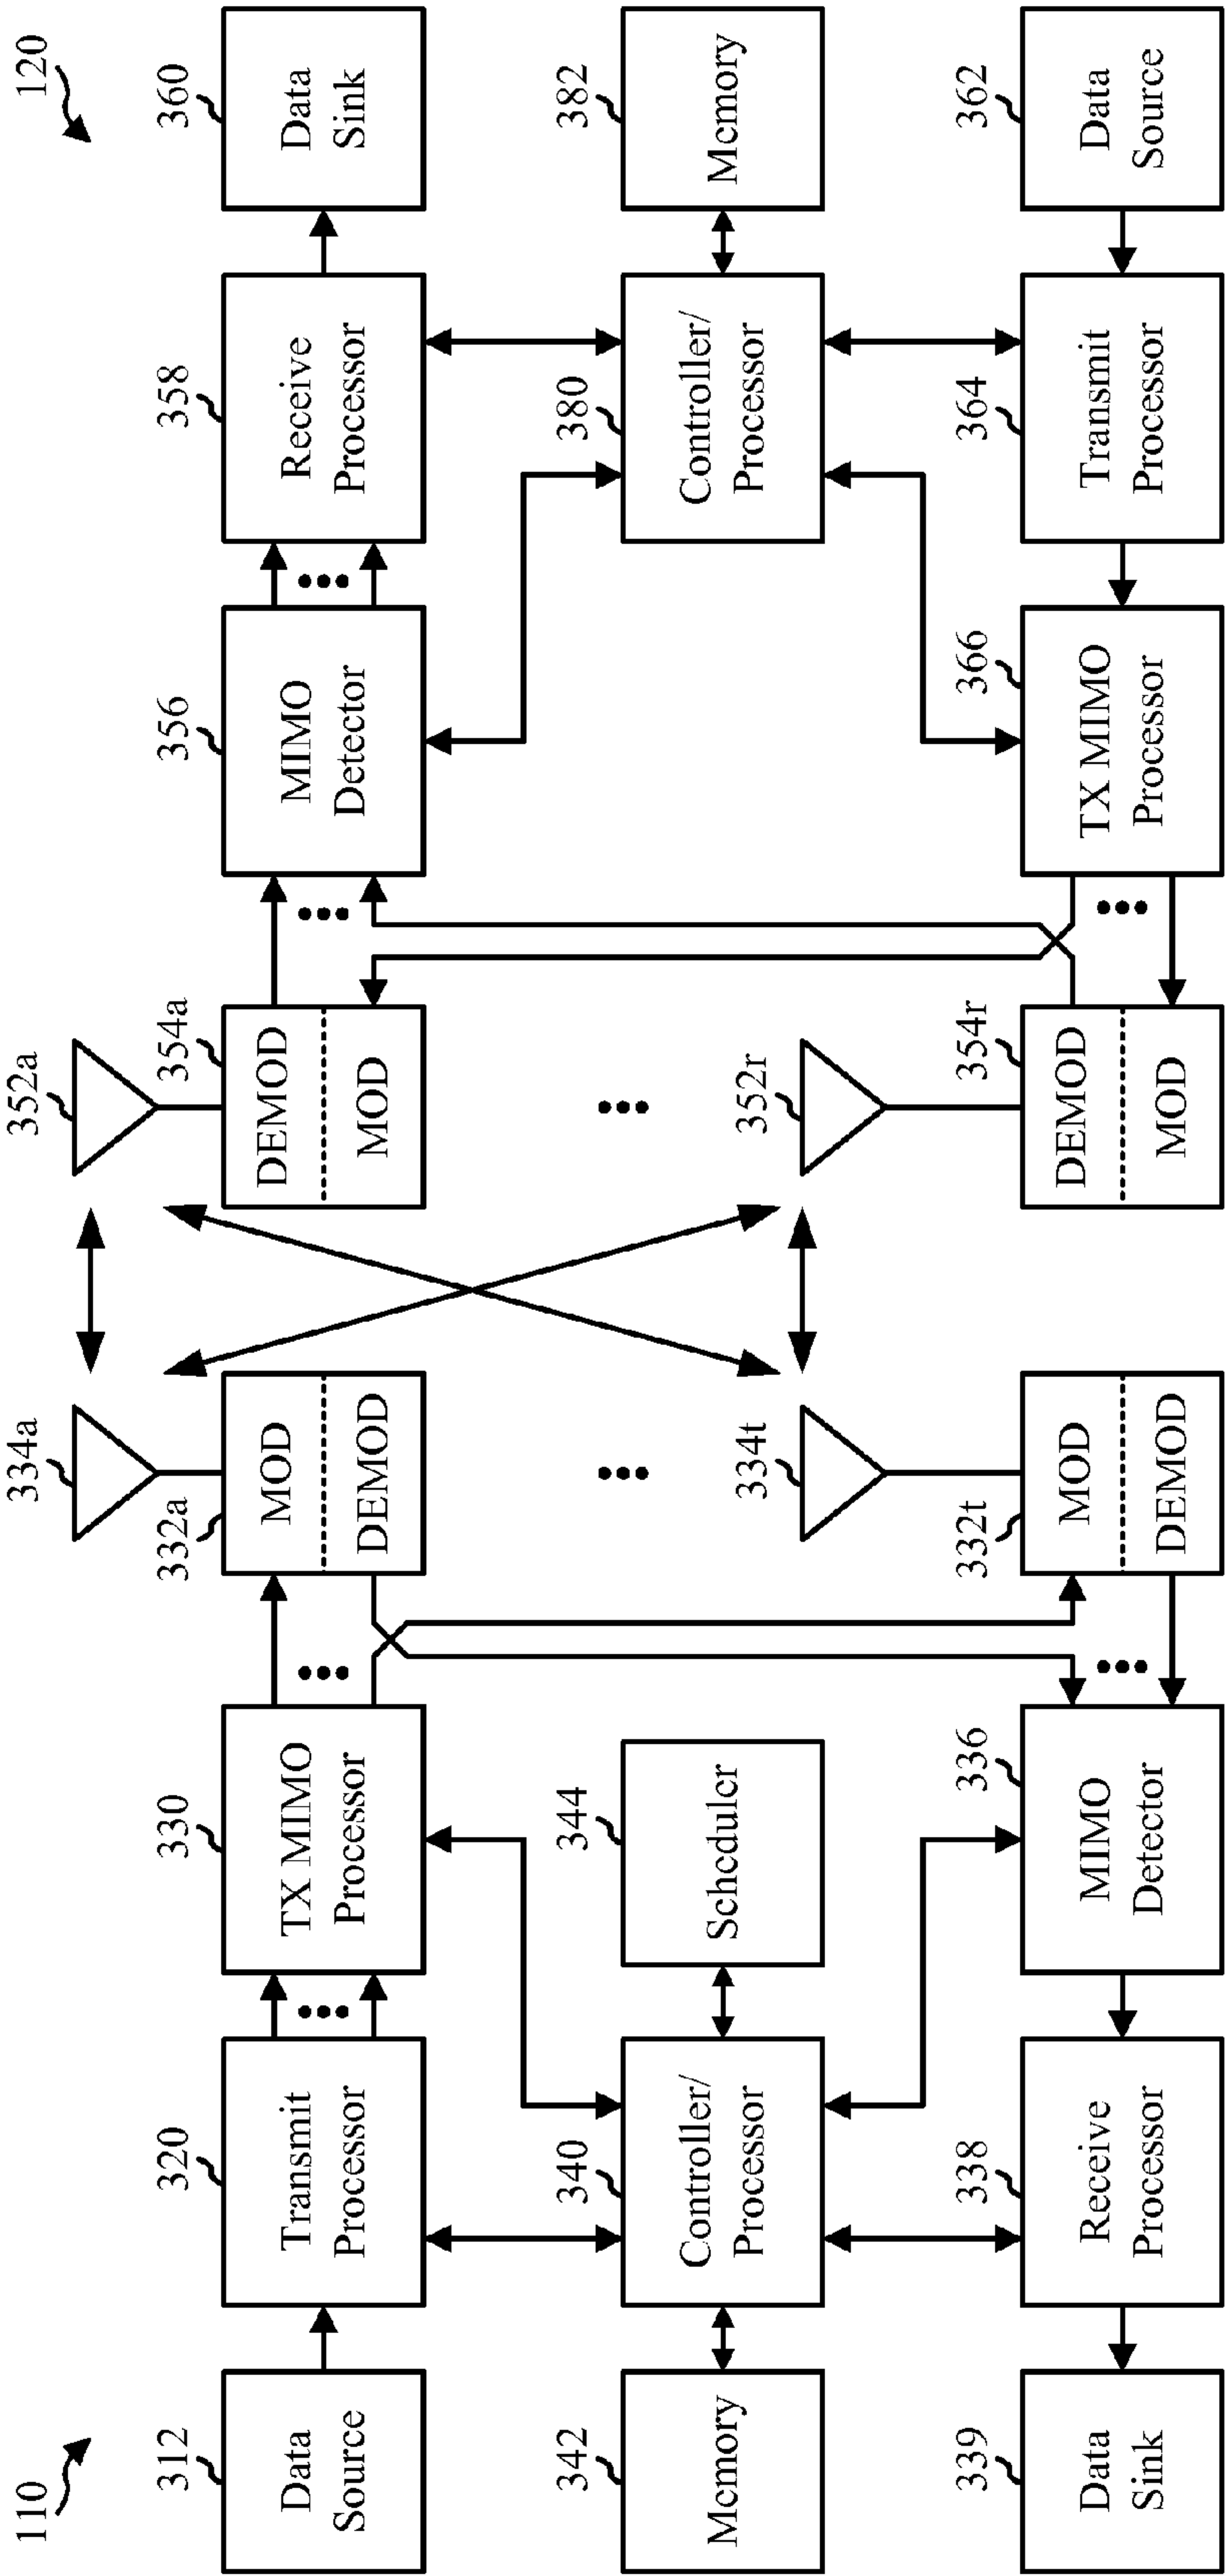 110
334a
352a
120
312
320
330
332a
354a
356
358
360
Data
Source
Transmit
Processor
TX MIMO
Processor
MOD
DEMOD
DEMOD
MOD
MIMO
Detector
Receive
Processor
Data
Sink
342
340
344
334t
352r
380
382
Memory
Controller/
Processor
Scheduler
Controller/
Processor
Memory
339
338
336
332t
354r
366
364
362
Data
Sink
Receive
Processor
MIMO
Detector
MOD
DEMOD
DEMOD
MOD
TX MIMO
Processor
Transmit
Processor
Data
Source